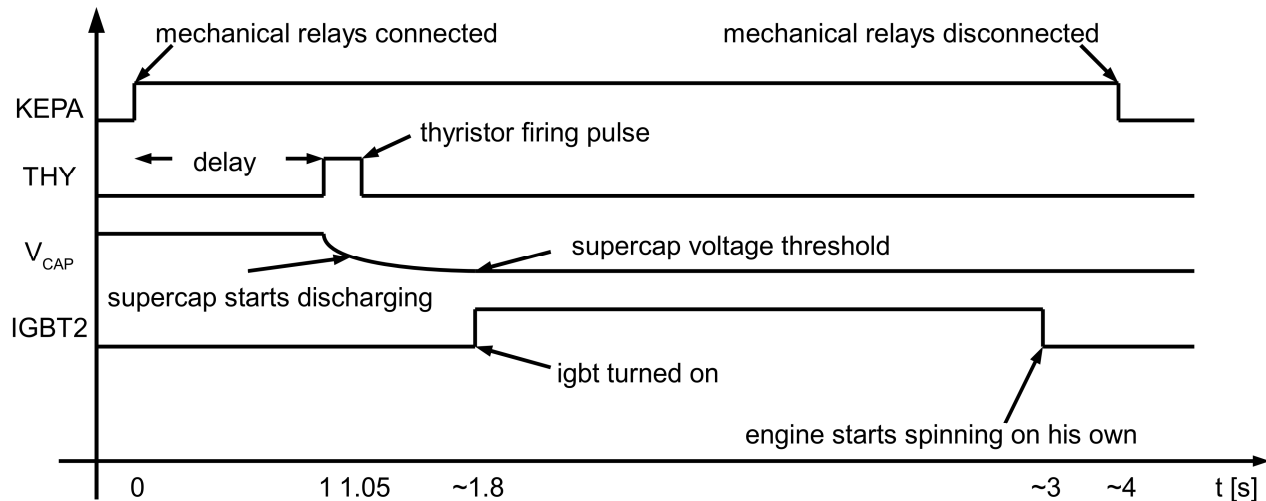 mechanical relays connected
mechanical relays disconnected
KEPA
thyristor firing pulse
delay
THY
supercap voltage threshold
VCAP
supercap starts discharging
IGBT2
igbt turned on
engine starts spinning on his own
0 1 1.05 ~1.8 ~3 ~4 t [s]